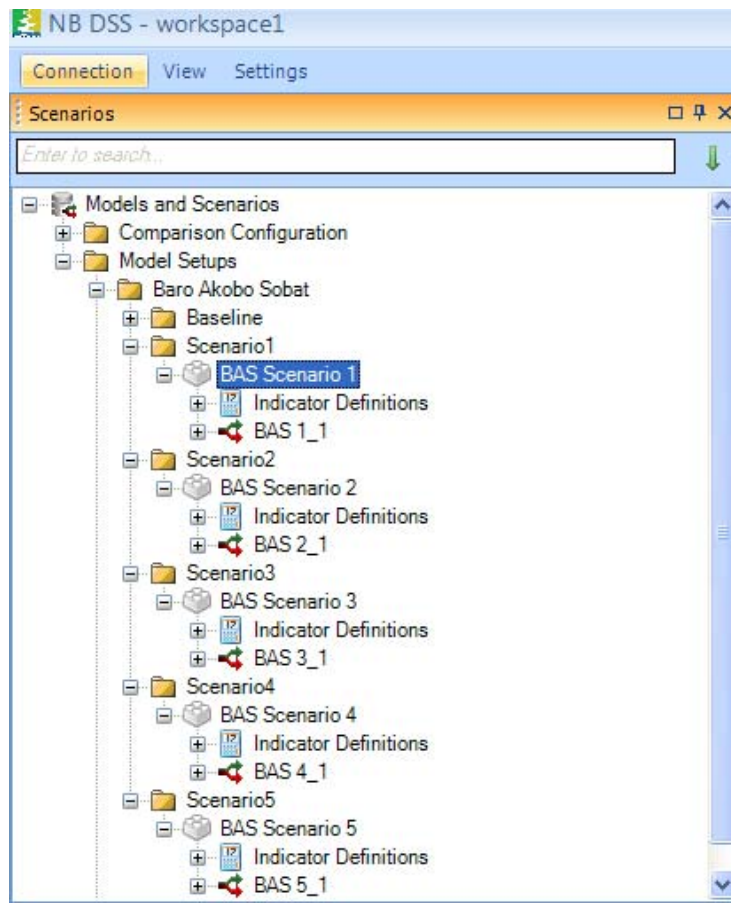 NB DSS - workspace1
Connection View Settings
Scenarios
Enter to search...
Models and Scenarios
Comparison Configuration
Model Setups
Baro Akobo Sobat
Baseline
Scenario1
BAS Scenario 1
Indicator Definitions
BAS 1_1
Scenario2
BAS Scenario 2
Indicator Definitions
BAS 2_1
Scenario3
BAS Scenario 3
Indicator Definitions
BAS 3_1
Scenario4
BAS Scenario 4
Indicator Definitions
BAS 4_1
Scenario5
BAS Scenario 5
Indicator Definitions
BAS 5_1